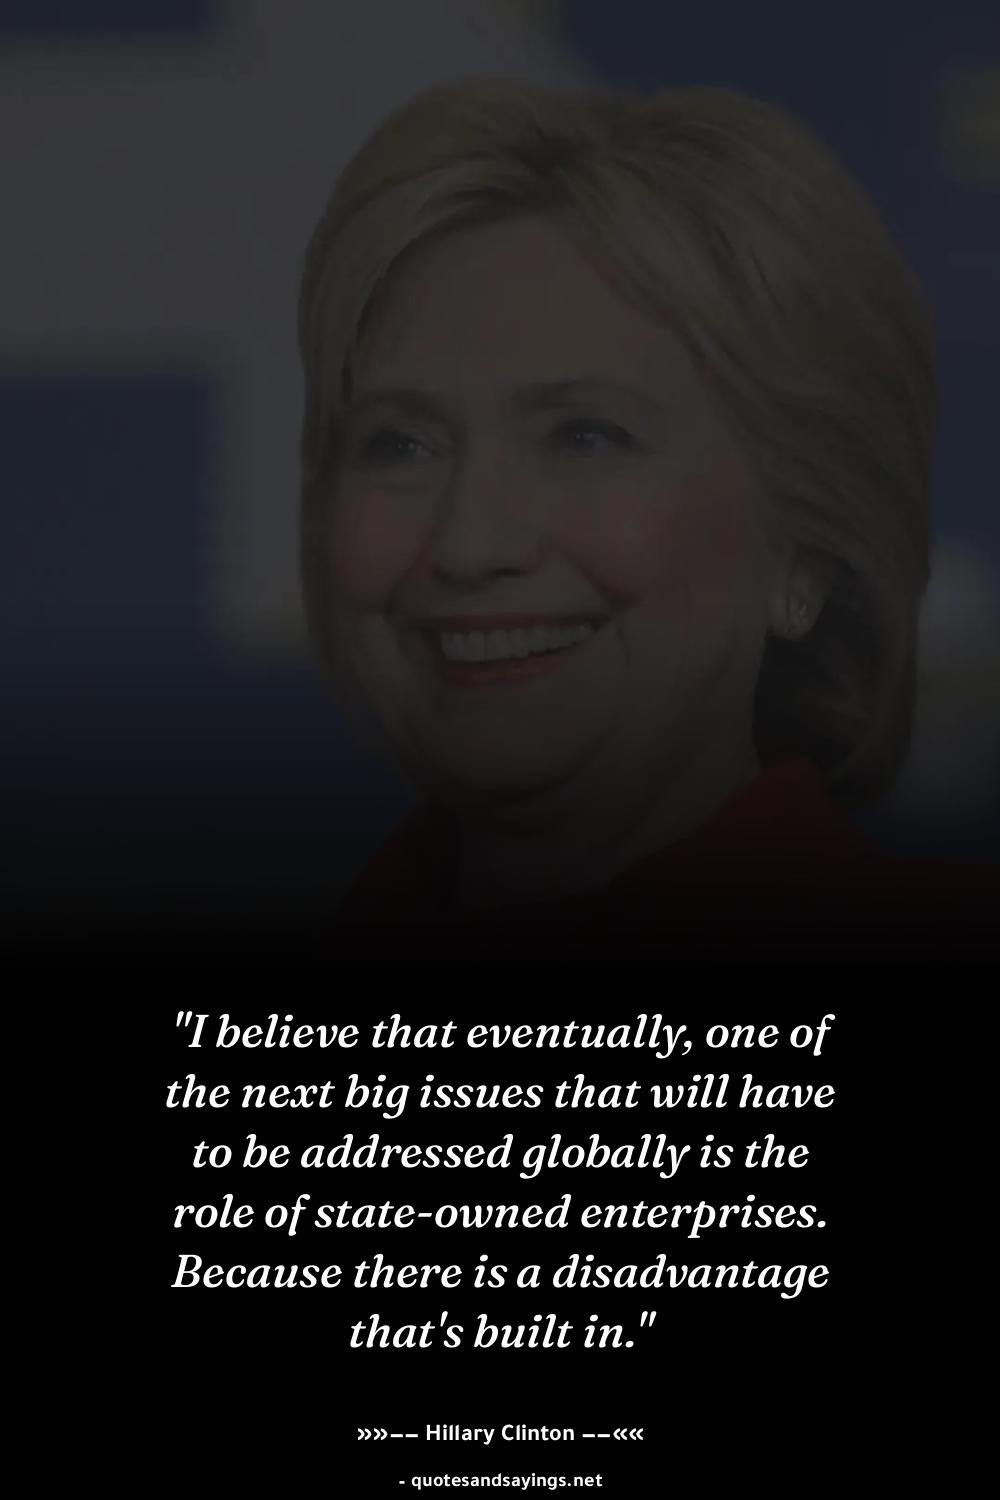 "I believe that eventually, one of
the next big issues that will have
to be addressed globally is the
role of state-owned enterprises.
Because there is a disadvantage
that's built in."
»»−− Hillary Clinton −−««
- quotesandsayings.net